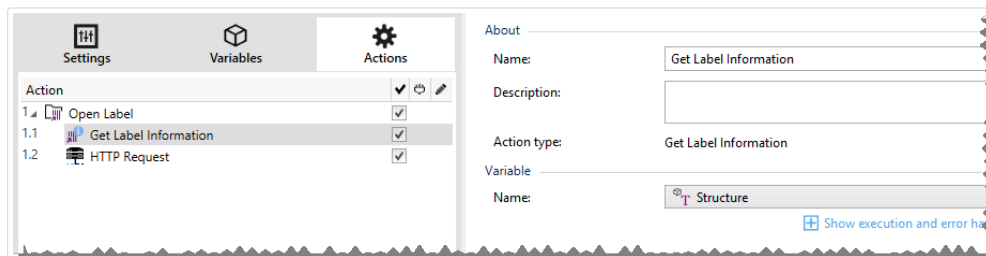 Settings
Variables
Actions
Action
1 Open Label
1.1 Get Label Information
1.2 HTTP Request
About
Name: Get Label Information
Description:
Action type: Get Label Information
Variable
Name: Structure
Show execution and error ha